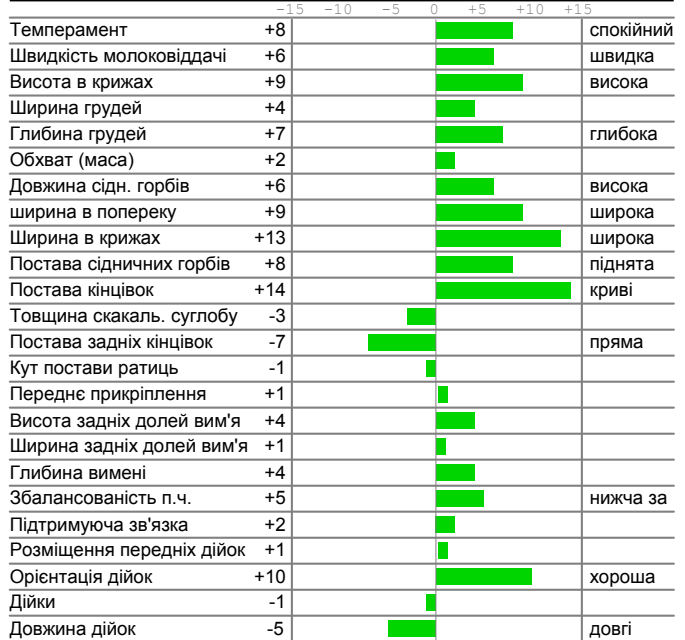 -15 -10 -5 0 +5 +10 +15
Темперамент +8 спокійний
Швидкість молоковіддачі +6 швидка
Висота в крижах +9 висока
Ширина грудей +4
Глибина грудей +7 глибока
Обхват (маса) +2
Довжина сідн. горбів +6 висока
ширина в попереку +9 широка
Ширина в крижах +13 широка
Постава сідничних горбів +8 піднята
Постава кінцівок +14 криві
Товщина скакаль. суглобу -3
Постава задніх кінцівок -7 пряма
Кут постави ратиць -1
Переднє прикріплення +1
Висота задніх долей вим'я +4
Ширина задніх долей вим'я +1
Глибина вимені +4
Збалансованість п.ч. +5 нижча за
Підтримуюча зв'язка +2
Розміщення передніх дійок +1
Орієнтація дійок +10 хороша
Дійки -1
Довжина дійок -5 довгі